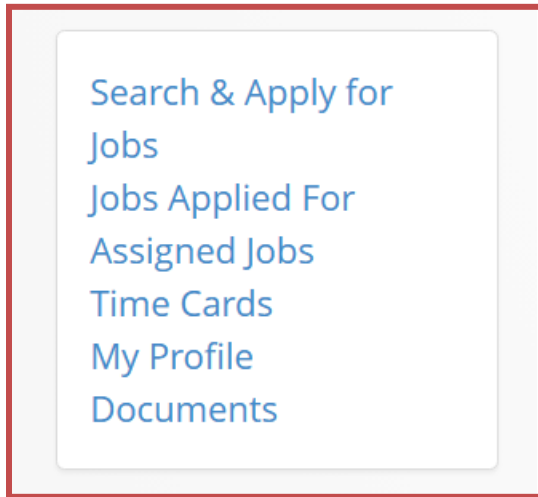 Search & Apply for
Jobs
Jobs Applied For
Assigned Jobs
Time Cards
My Profile
Documents